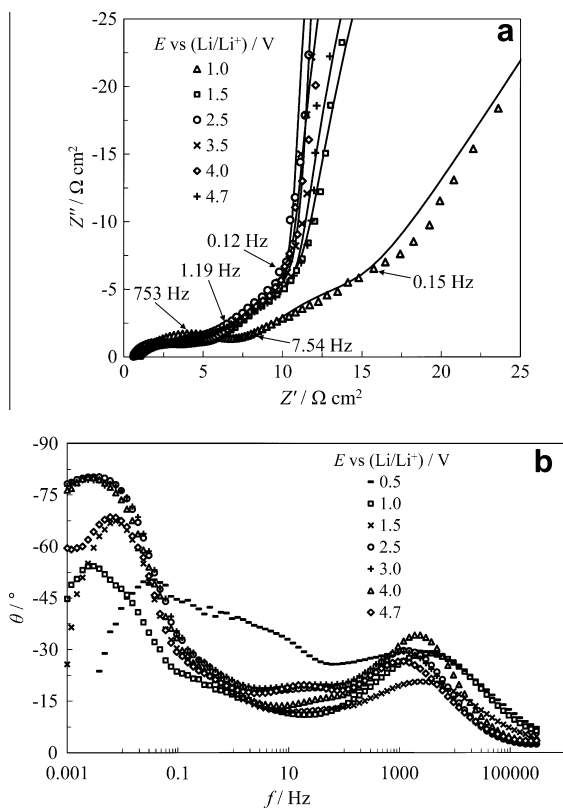 a
E vs (Li/Li⁺) / V
1.0
1.5
2.5
3.5
4.0
4.7
-25
-20
-15
-10
-5
0
Z″ / Ω cm²
0.12 Hz
1.19 Hz
753 Hz
7.54 Hz
0.15 Hz
0 5 10 15 20 25
Z′ / Ω cm²
b
E vs (Li/Li⁺) / V
0.5
1.0
1.5
2.5
3.0
4.0
4.7
-90
-75
-60
-45
-30
-15
0
θ / °
0.001 0.1 10 1000 100000
f / Hz